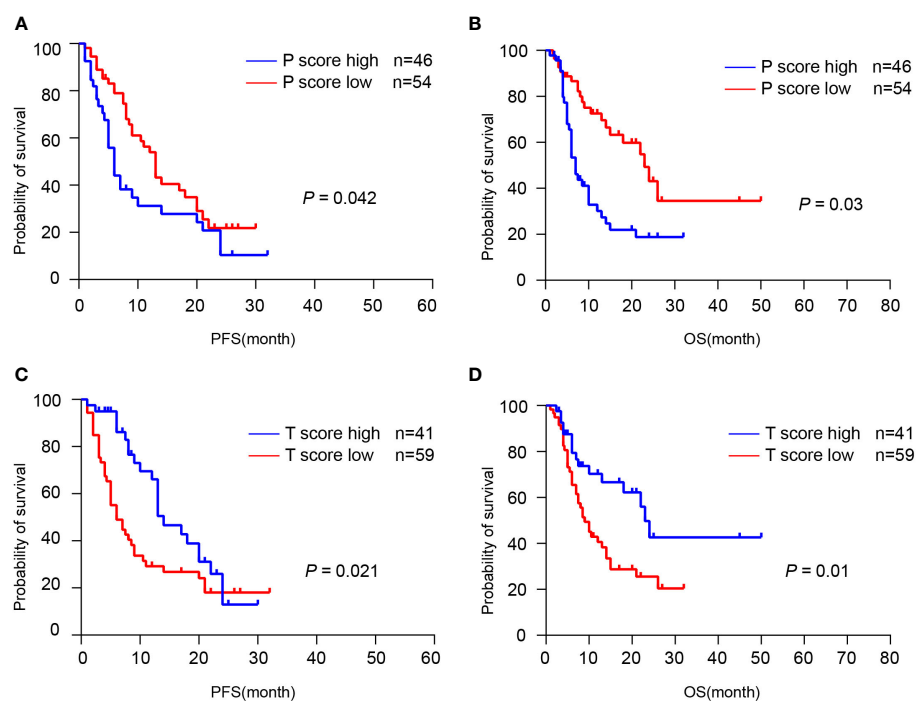 A
Probability of survival
100
80
60
40
20
0
P score high n=46
P score low n=54
P = 0.042
0 10 20 30 40 50 60
PFS(month)
B
Probability of survival
100
80
60
40
20
0
P score high n=46
P score low n=54
P = 0.03
0 10 20 30 40 50 60 70 80
OS(month)
C
Probability of survival
100
80
60
40
20
0
T score high n=41
T score low n=59
P = 0.021
0 10 20 30 40 50 60
PFS(month)
D
Probability of survival
100
80
60
40
20
0
T score high n=41
T score low n=59
P = 0.01
0 10 20 30 40 50 60 70 80
OS(month)